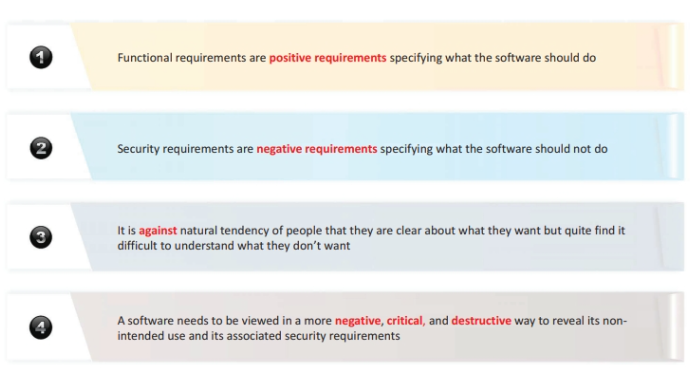 1
Functional requirements are positive requirements specifying what the software should do
2
Security requirements are negative requirements specifying what the software should not do
3
It is against natural tendency of people that they are clear about what they want but quite find it
difficult to understand what they don't want
4
A software needs to be viewed in a more negative, critical, and destructive way to reveal its non-
intended use and its associated security requirements